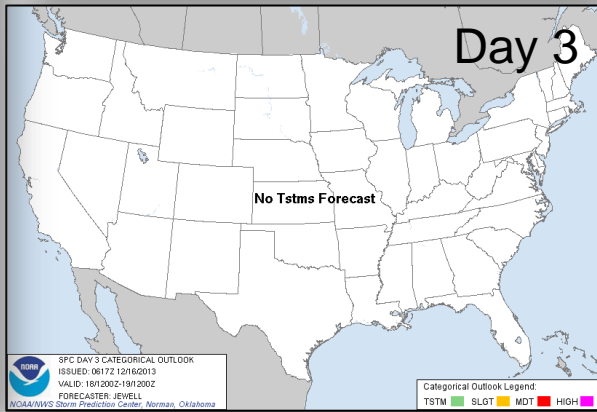 Day 3
No Tstms Forecast
NOAA
SPC DAY 3 CATEGORICAL OUTLOOK
ISSUED: 0617Z 12/16/2013
VALID: 18/1200Z-19/1200Z
FORECASTER: JEWELL
NOAA/NWS Storm Prediction Center, Norman, Oklahoma
Categorical Outlook Legend:
TSTM SLGT MDT HIGH